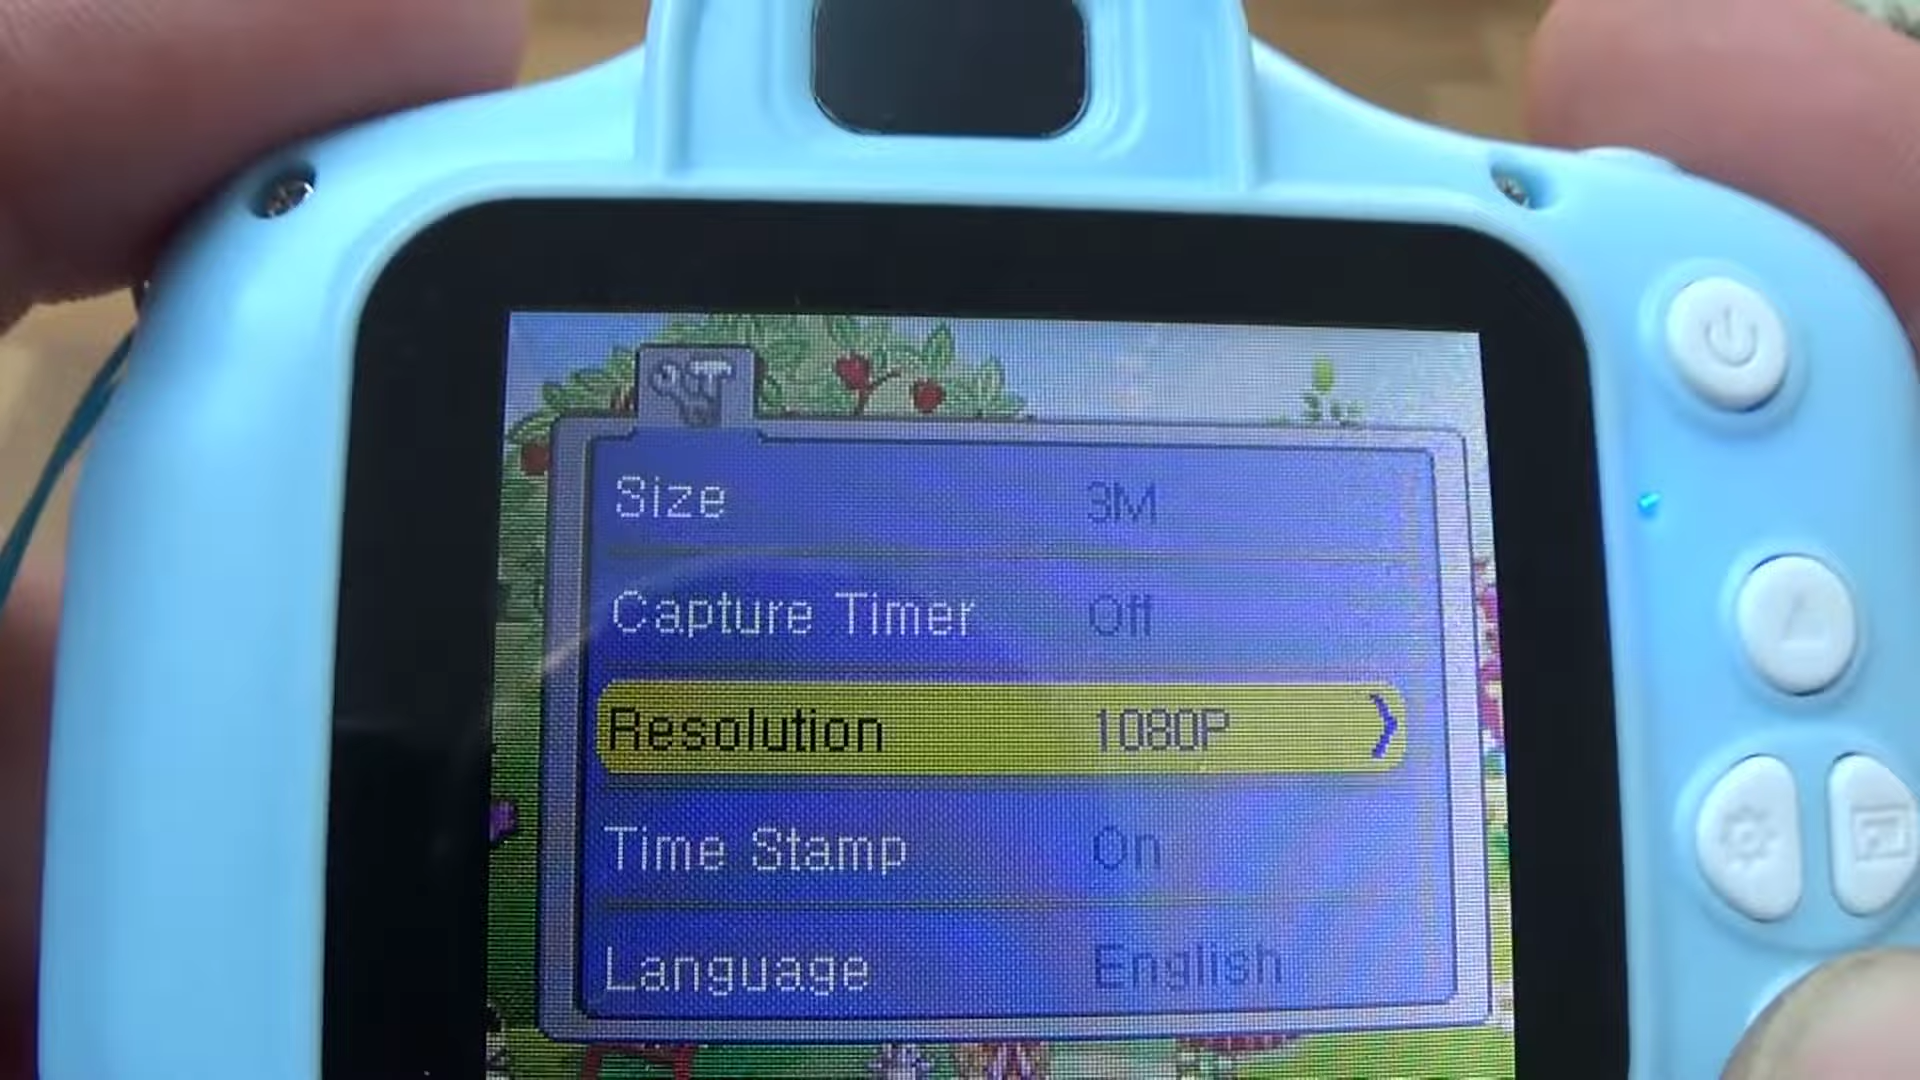 Size 3M
Capture Timer Off
Resolution 1080P
Time Stamp On
Language English